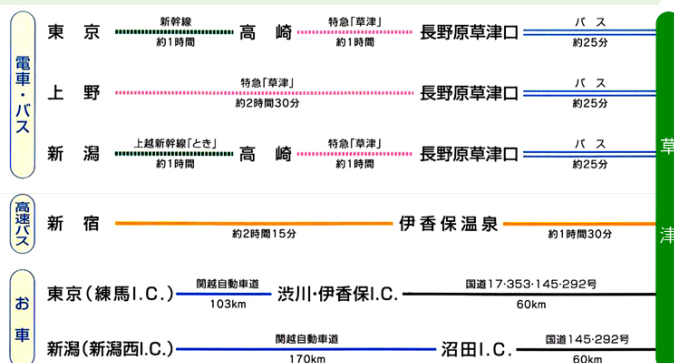 電車・バス
東京 新幹線 約1時間 高崎 特急「草津」 約1時間 長野原草津口 バス 約25分
上野 特急「草津」 約2時間30分 長野原草津口 バス 約25分
新潟 上越新幹線「とき」 約1時間 高崎 特急「草津」 約1時間 長野原草津口 バス 約25分
高速バス
新宿 約2時間15分 伊香保温泉 約1時間30分
お車
東京(練馬I.C.) 関越自動車道 103km 渋川・伊香保I.C. 国道17・353・145・292号 60km
新潟(新潟西I.C.) 関越自動車道 170km 沼田I.C. 国道145・292号 60km
草津